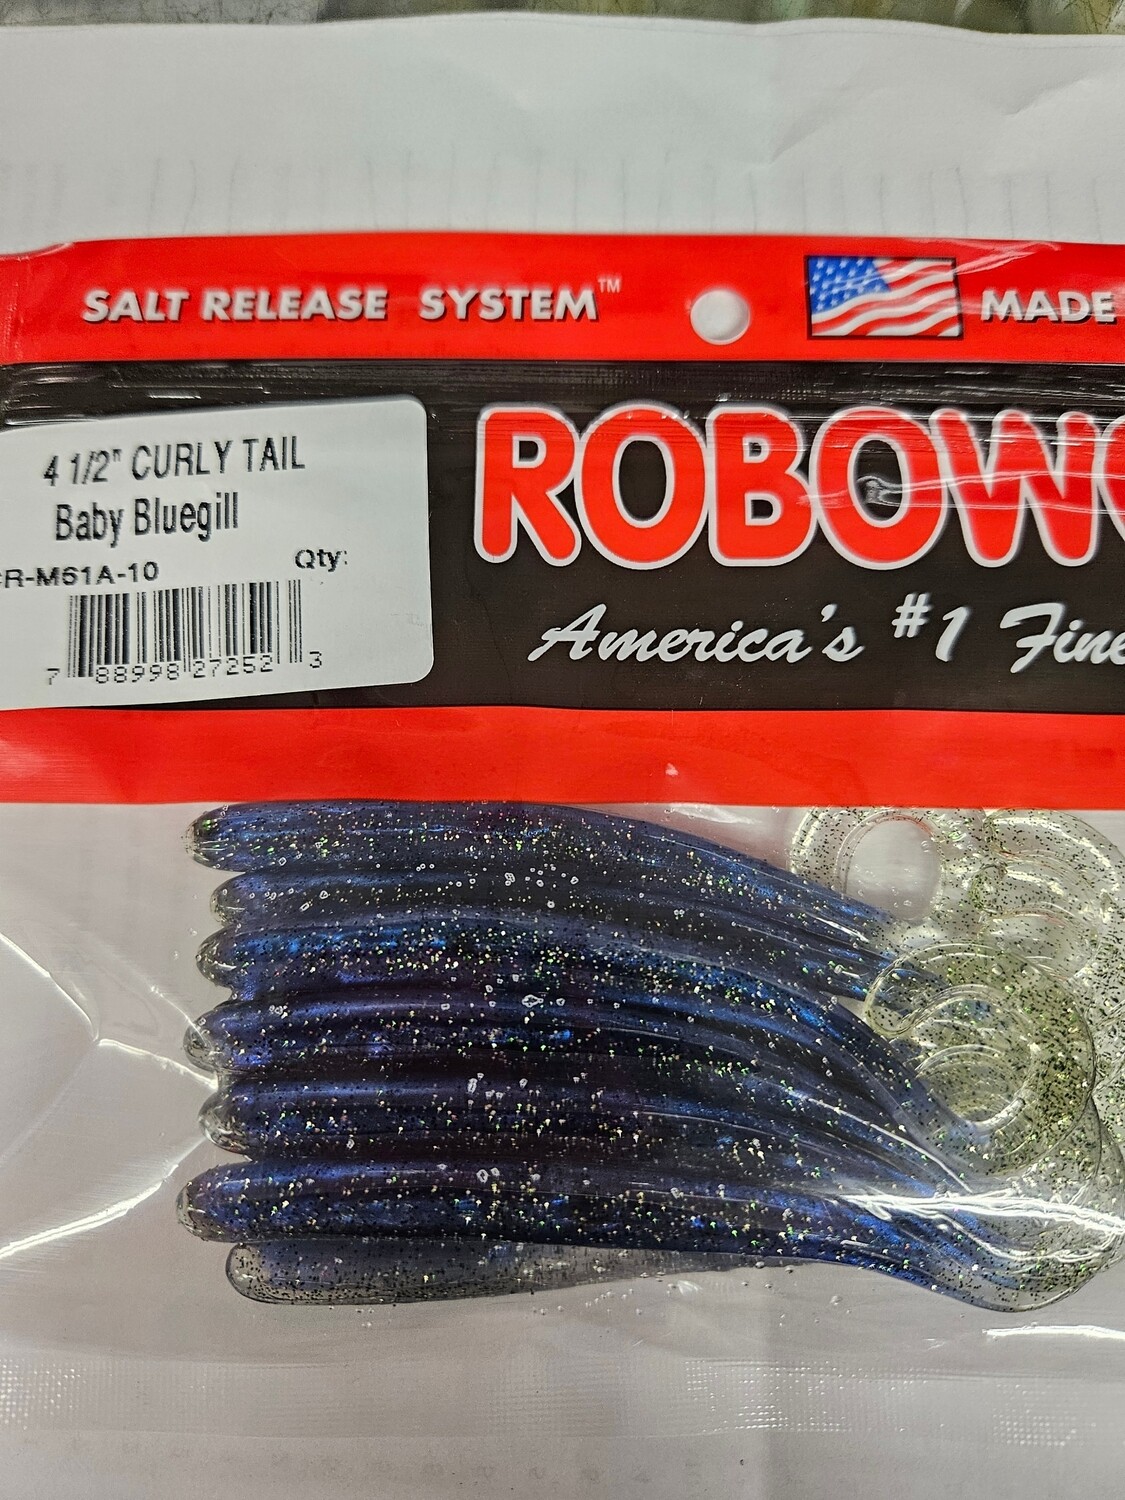 SALT RELEASE SYSTEM™
MADE
4 1/2" CURLY TAIL
Baby Bluegill
CR-M61A-10 Qty:
7 88998 27252 3
ROBOWO
America's #1 Fine